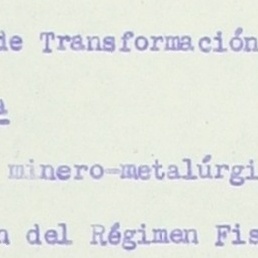 de Transformación
a
minero-metalúrgi
n del Régimen Fis